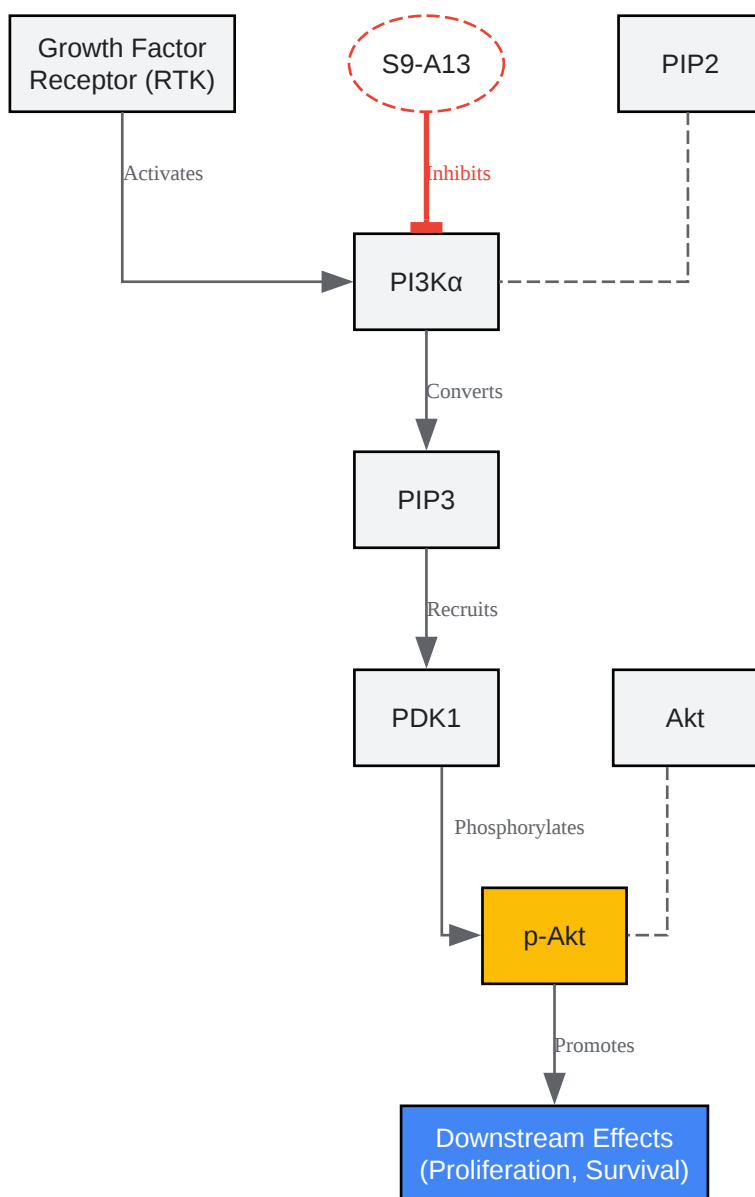 Growth Factor
Receptor (RTK)
S9-A13
PIP2
Activates
Inhibits
PI3Kα
Converts
PIP3
Recruits
PDK1
Akt
Phosphorylates
p-Akt
Promotes
Downstream Effects
(Proliferation, Survival)